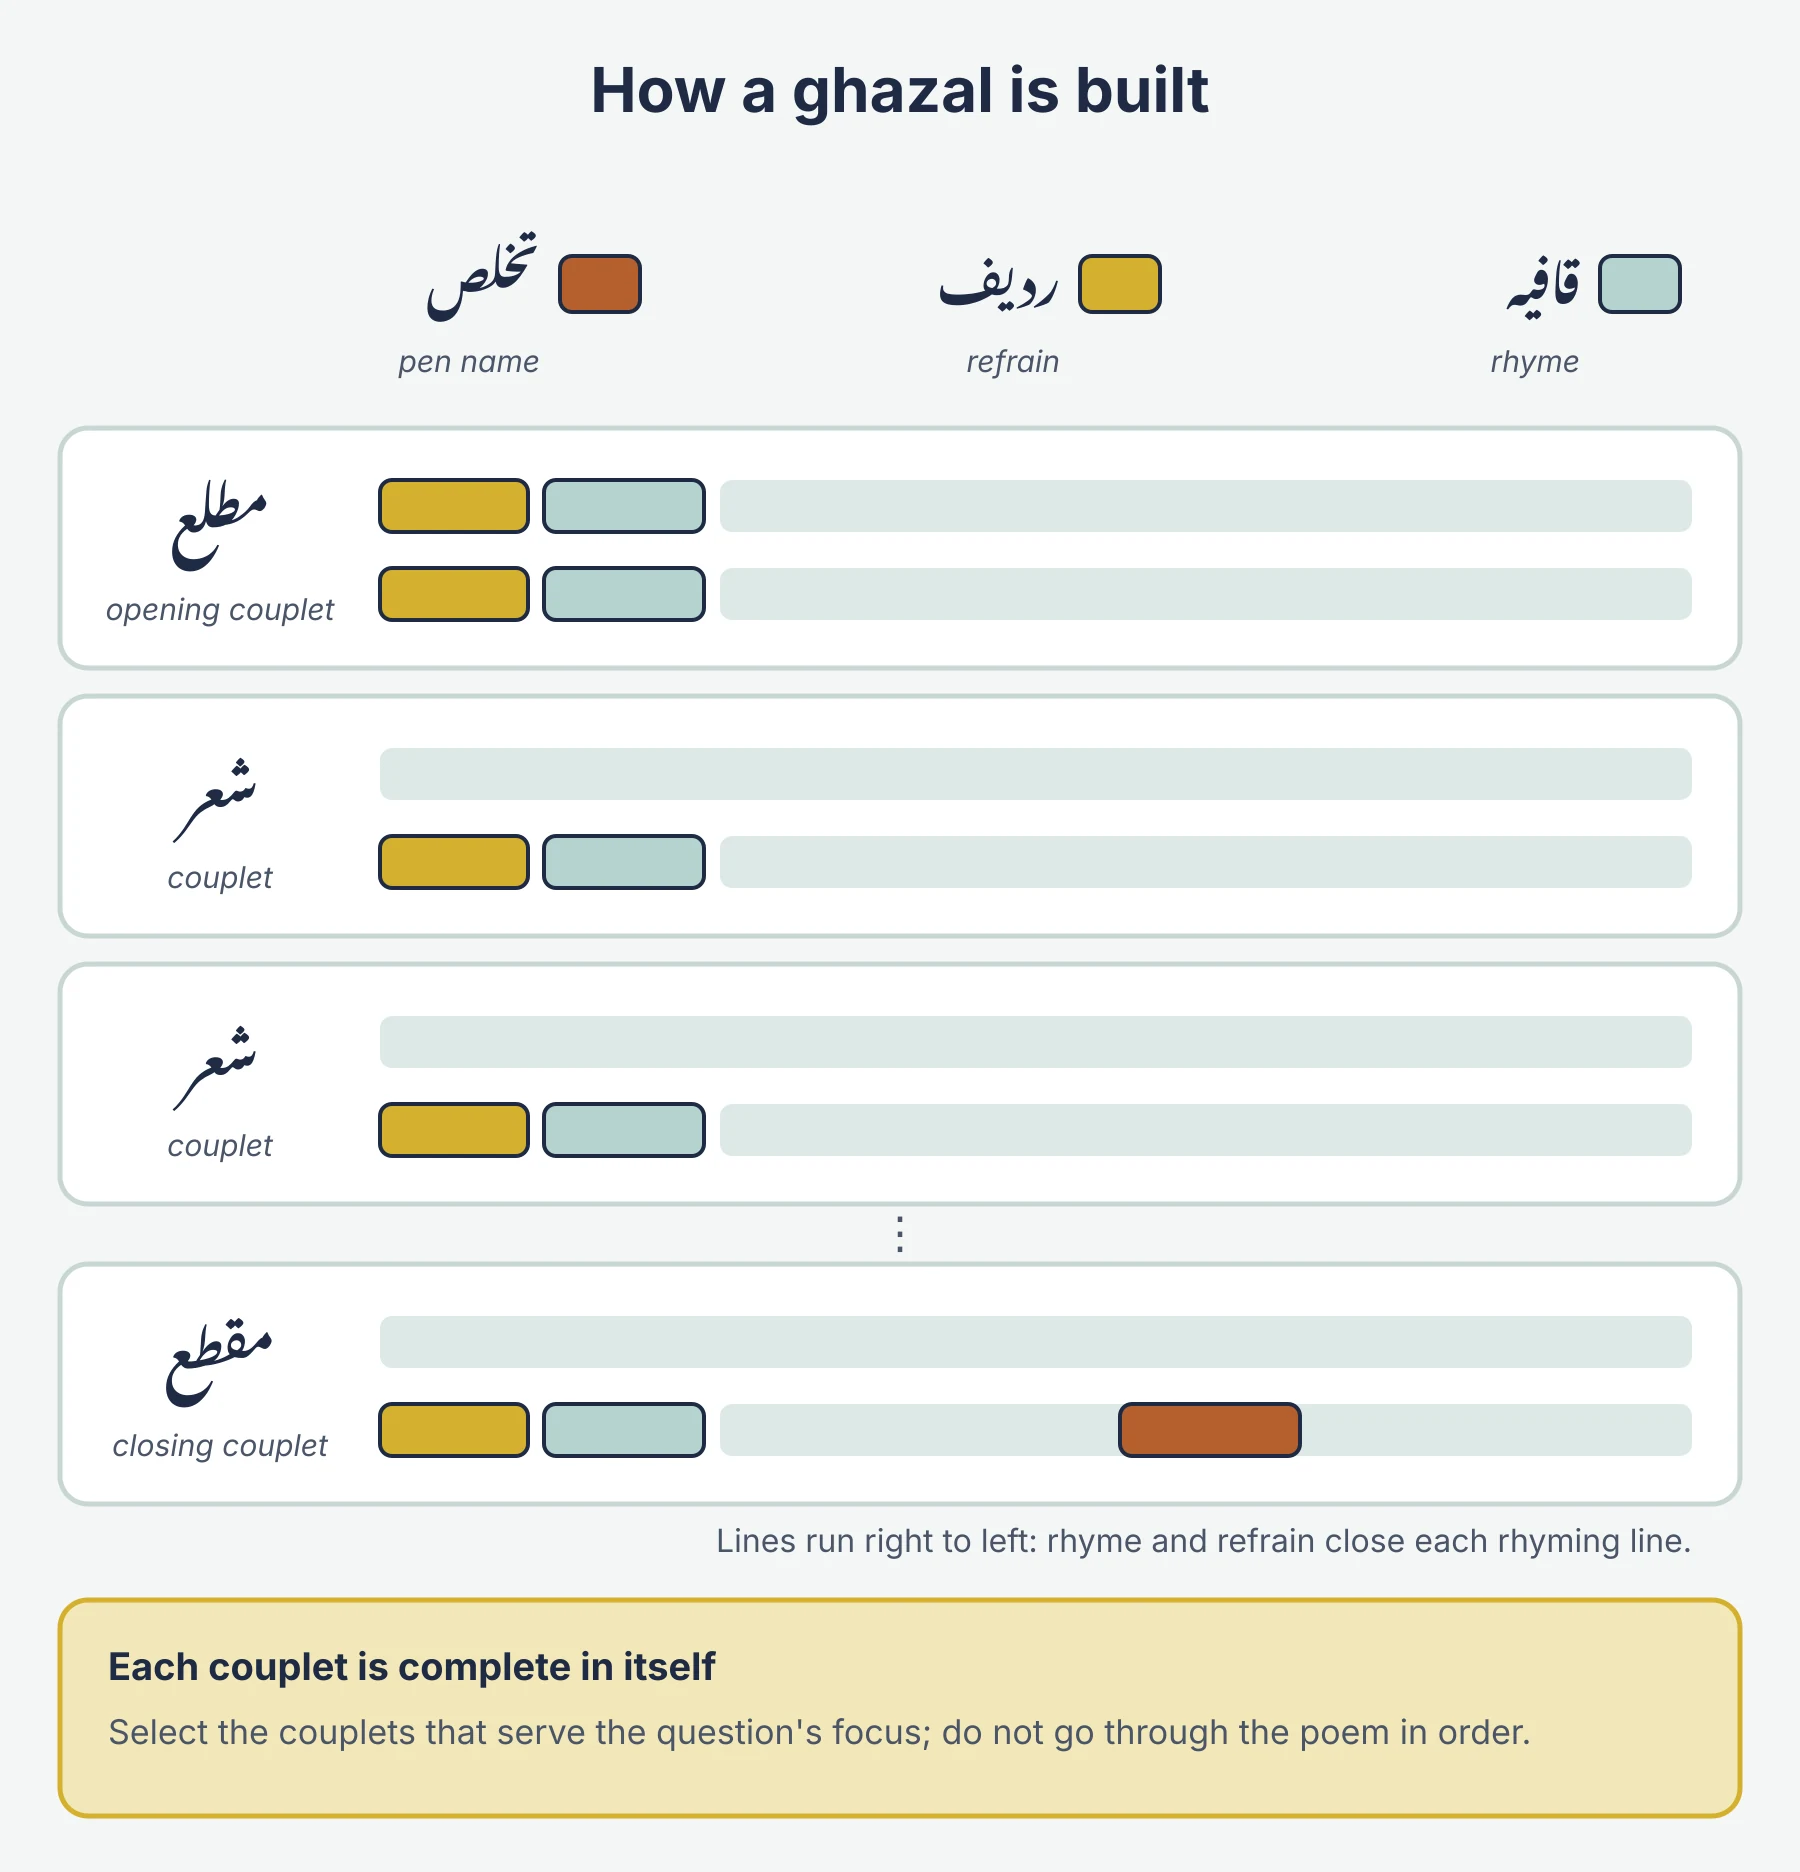 How a ghazal is built
قافیہ
rhyme
ردیف
refrain
تخلص
pen name
مطلع
opening couplet
شعر
couplet
شعر
couplet
⋮
مقطع
closing couplet
Lines run right to left: rhyme and refrain close each rhyming line.
Each couplet is complete in itself
Select the couplets that serve the question's focus; do not go through the poem in order.